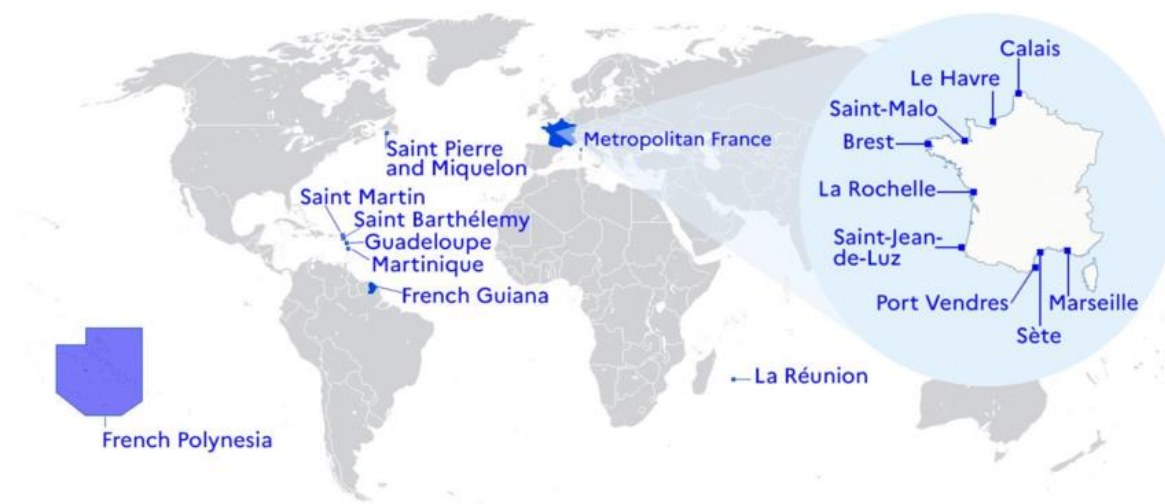 Calais
Le Havre
Saint-Malo
Brest
Metropolitan France
Saint Pierre
and Miquelon
La Rochelle
Saint Martin
Saint Barthélemy
Guadeloupe
Martinique
Saint-Jean-
de-Luz
French Guiana
Port Vendres
Marseille
Sète
La Réunion
French Polynesia